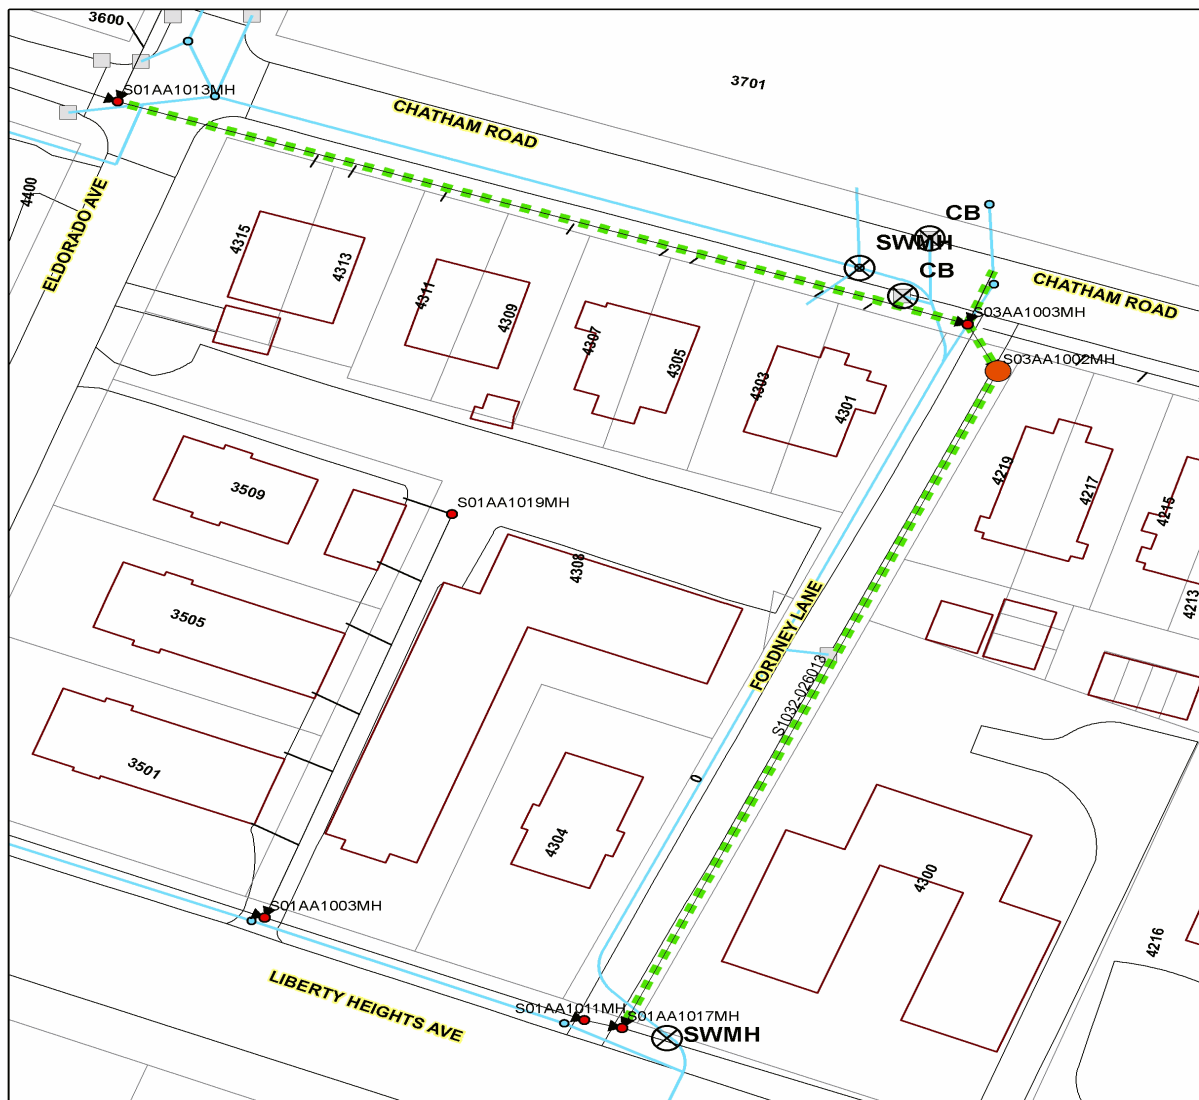 3600
3701
S01AA1013MH
CHATHAM ROAD
4400
ELDORADO AVE
CB
SWMH
CB
CHATHAM ROAD
S03AA1003MH
S03AA1002MH
4315
4313
4311
4309
4307
4305
4303
4301
4219
4217
4215
4213
3509
S01AA1019MH
4308
3505
FORDNEY LANE
S1032-026013
3501
0
4304
4300
4216
S01AA1003MH
LIBERTY HEIGHTS AVE
S01AA1011MH
S01AA1017MH
SWMH